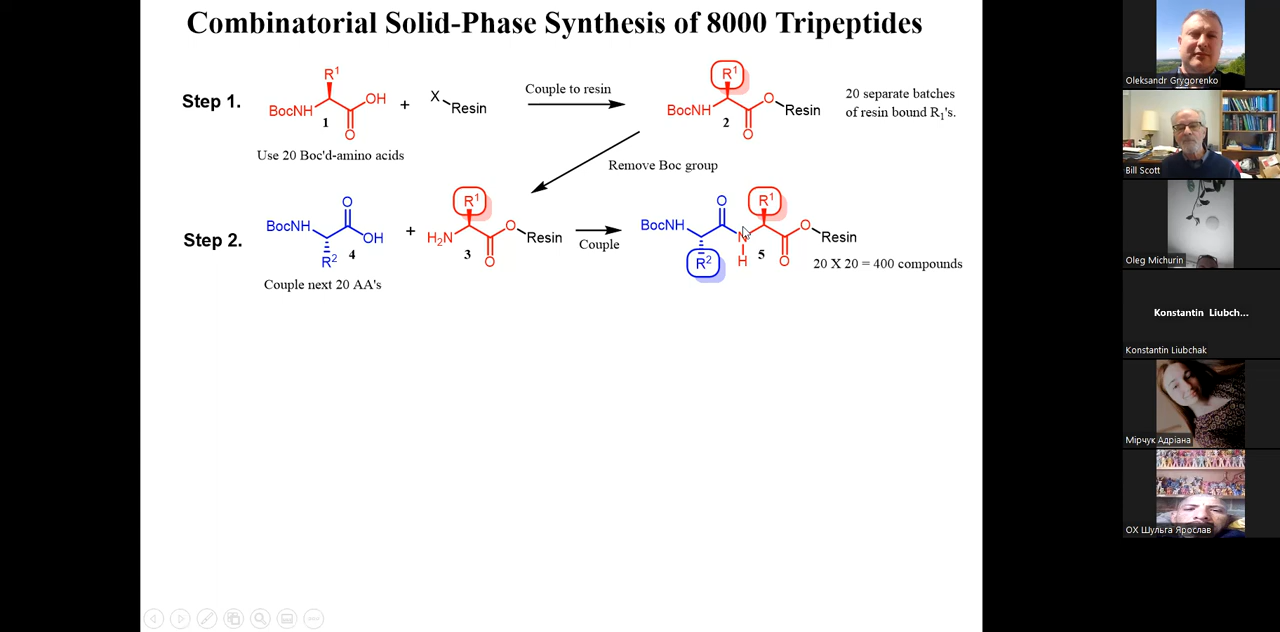 Combinatorial Solid-Phase Synthesis of 8000 Tripeptides
Step 1.
R¹
BocNH
OH
O
1
+
X
Resin
Couple to resin
R¹
BocNH
O
Resin
O
2
20 separate batches
of resin bound R₁'s.
Use 20 Boc'd-amino acids
Remove Boc group
Step 2.
BocNH
O
OH
R²
4
+
R¹
H₂N
O
Resin
O
3
Couple
BocNH
O
R²
N
H
R¹
O
Resin
O
5
20 X 20 = 400 compounds
Couple next 20 AA's
Oleksandr Grygorenko
Bill Scott
Oleg Michurin
Konstantin Liubch...
Konstantin Liubchak
Мірчук Адріана
ОХ Шульга Ярослав